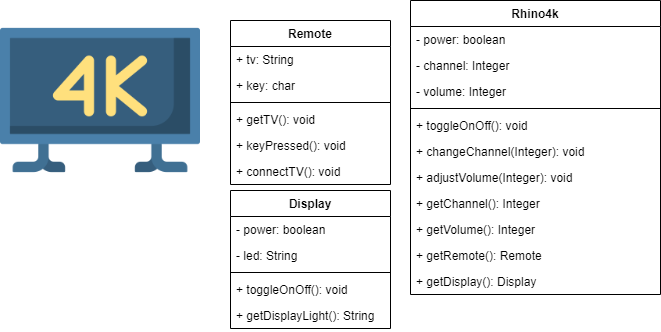 4K
Remote
+ tv: String
+ key: char
+ getTV(): void
+ keyPressed(): void
+ connectTV(): void
Display
- power: boolean
- led: String
+ toggleOnOff(): void
+ getDisplayLight(): String
Rhino4k
- power: boolean
- channel: Integer
- volume: Integer
+ toggleOnOff(): void
+ changeChannel(Integer): void
+ adjustVolume(Integer): void
+ getChannel(): Integer
+ getVolume(): Integer
+ getRemote(): Remote
+ getDisplay(): Display